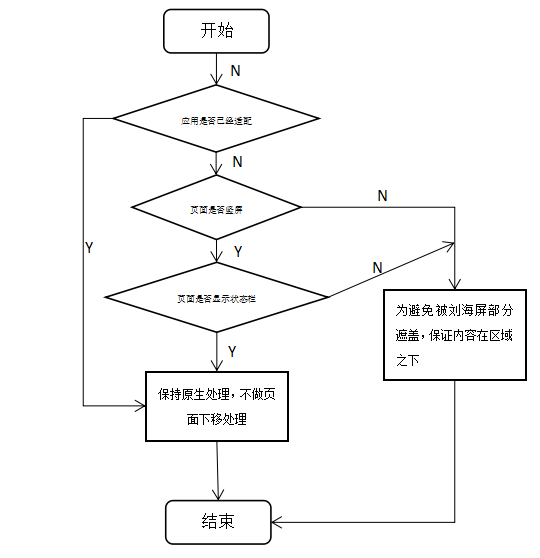 开始
N
应用是否已经适配
N
页面是否竖屏
N
Y
Y
N
页面是否显示状态栏
为避免被刘海屏部分
遮盖，保证内容在区域
之下
Y
保持原生处理，不做页
面下移处理
结束